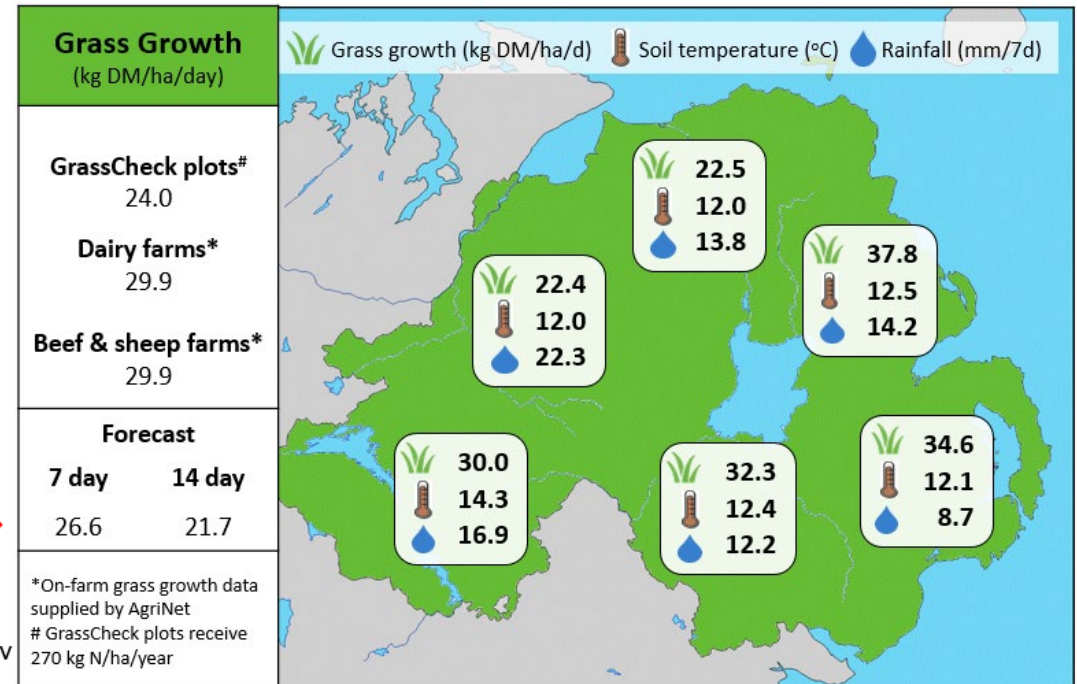 Grass Growth
(kg DM/ha/day)
GrassCheck plots#
24.0
Dairy farms*
29.9
Beef & sheep farms*
29.9
Forecast
7 day 14 day
26.6 21.7
*On-farm grass growth data
supplied by AgriNet
# GrassCheck plots receive
270 kg N/ha/year
v
Grass growth (kg DM/ha/d) Soil temperature (°C) Rainfall (mm/7d)
22.5
12.0
13.8
37.8
12.5
14.2
22.4
12.0
22.3
30.0
14.3
16.9
32.3
12.4
12.2
34.6
12.1
8.7